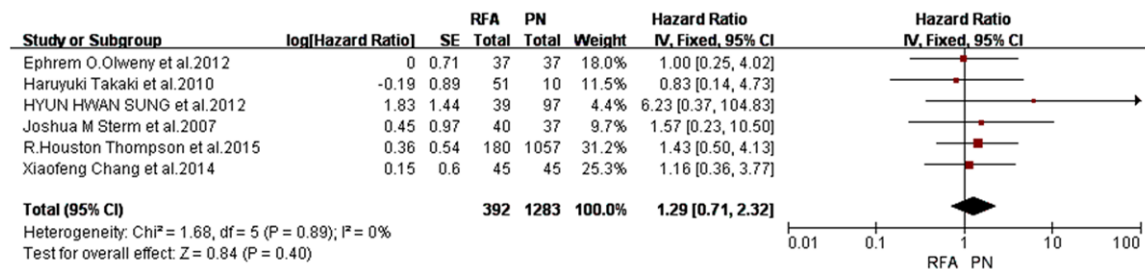 RFA PN Hazard Ratio Hazard Ratio
Study or Subgroup log[Hazard Ratio] SE Total Total Weight IV, Fixed, 95% CI IV, Fixed, 95% CI
Ephrem O.Olweny et al.2012 0 0.71 37 37 18.0% 1.00 [0.25, 4.02]
Haruyuki Takaki et al.2010 -0.19 0.89 51 10 11.5% 0.83 [0.14, 4.73]
HYUN HWAN SUNG et al.2012 1.83 1.44 39 97 4.4% 6.23 [0.37, 104.83]
Joshua M Sterm et al.2007 0.45 0.97 40 37 9.7% 1.57 [0.23, 10.50]
R.Houston Thompson et al.2015 0.36 0.54 180 1057 31.2% 1.43 [0.50, 4.13]
Xiaofeng Chang et al.2014 0.15 0.6 45 45 25.3% 1.16 [0.36, 3.77]
Total (95% CI) 392 1283 100.0% 1.29 [0.71, 2.32]
Heterogeneity: Chi² = 1.68, df = 5 (P = 0.89); I² = 0%
Test for overall effect: Z = 0.84 (P = 0.40)
0.01 0.1 1 10 100
RFA PN